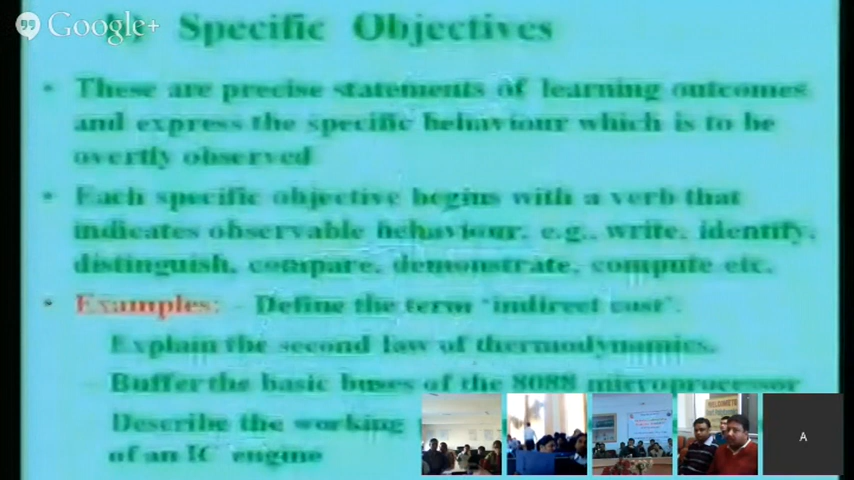 Google+
Specific Objectives
• These are precise statements of learning outcomes
and express the specific behaviour which is to be
overtly observed
• Each specific objective begins with a verb that
indicates observable behaviour, e.g., write, identify,
distinguish, compare, demonstrate, compute etc.
• Examples: - Define the term 'indirect cost'.
Explain the second law of thermodynamics.
- Buffer the basic buses of the 8088 microprocessor
Describe the working
of an IC engine
WELCOME TO
A